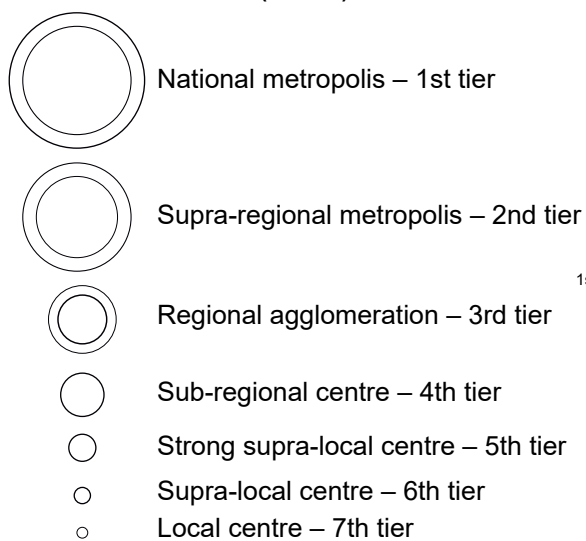 National metropolis – 1st tier
Supra-regional metropolis – 2nd tier
Regional agglomeration – 3rd tier
Sub-regional centre – 4th tier
Strong supra-local centre – 5th tier
Supra-local centre – 6th tier
Local centre – 7th tier